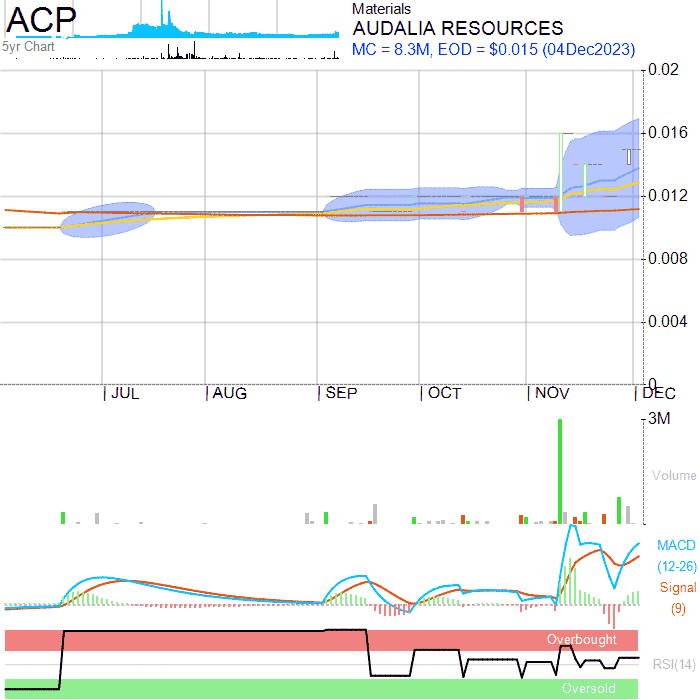 ACP
5yr Chart
Materials
AUDALIA RESOURCES
MC = 8.3M, EOD = $0.015 (04Dec2023)
0.02
0.016
0.012
0.008
0.004
0
JUL AUG SEP OCT NOV DEC
3M
Volume
MACD
(12-26)
Signal
(9)
Overbought
RSI(14)
Oversold